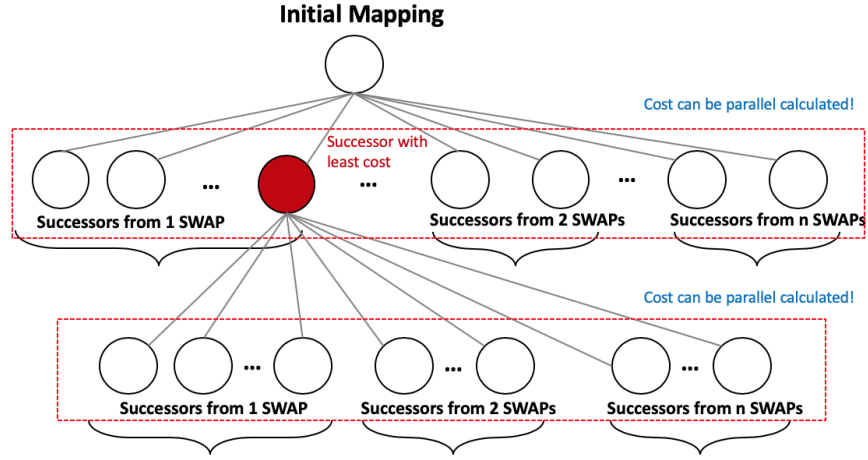 Initial Mapping
Cost can be parallel calculated!
Successor with
least cost
...
...
...
Successors from 1 SWAP
Successors from 2 SWAPs
Successors from n SWAPs
Cost can be parallel calculated!
...
...
...
Successors from 1 SWAP
Successors from 2 SWAPs
Successors from n SWAPs